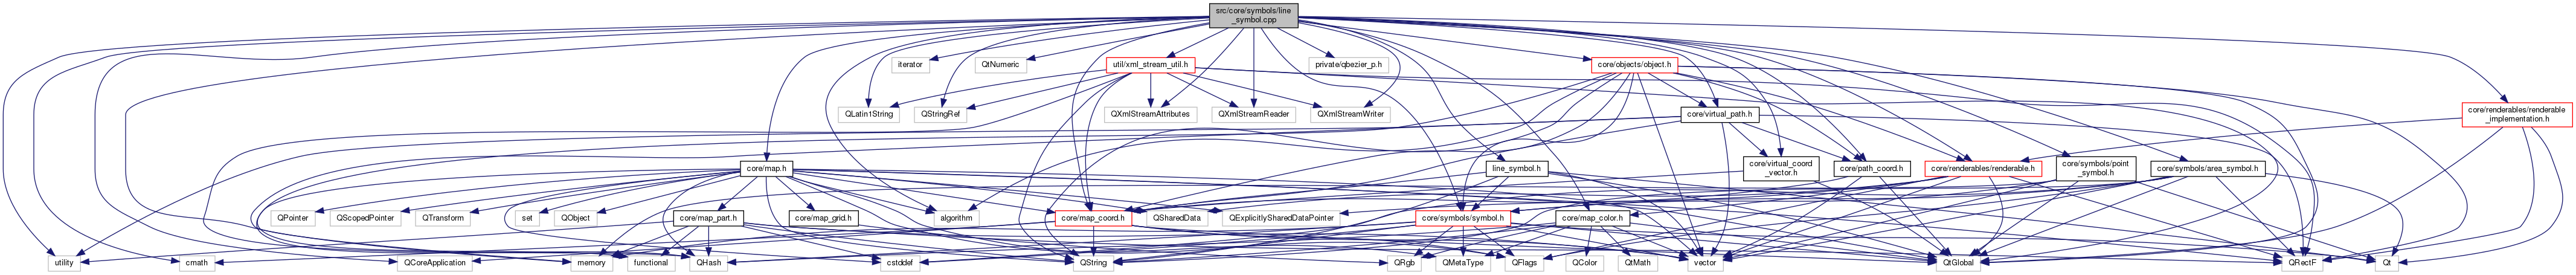 src/core/symbols/line
_symbol.cpp
iterator
QtNumeric
util/xml_stream_util.h
private/qbezier_p.h
core/objects/object.h
QLatin1String
QStringRef
QXmlStreamAttributes
QXmlStreamReader
QXmlStreamWriter
core/virtual_path.h
core/renderables/renderable
_implementation.h
core/map.h
line_symbol.h
core/virtual_coord
_vector.h
core/path_coord.h
core/renderables/renderable.h
core/symbols/point
_symbol.h
core/symbols/area_symbol.h
QPointer
QScopedPointer
QTransform
set
QObject
core/map_part.h
core/map_grid.h
algorithm
core/map_coord.h
QSharedData
QExplicitlySharedDataPointer
core/symbols/symbol.h
core/map_color.h
utility
cmath
QCoreApplication
memory
functional
QHash
cstddef
QString
QRgb
QMetaType
QFlags
QColor
QtMath
vector
QtGlobal
QRectF
Qt